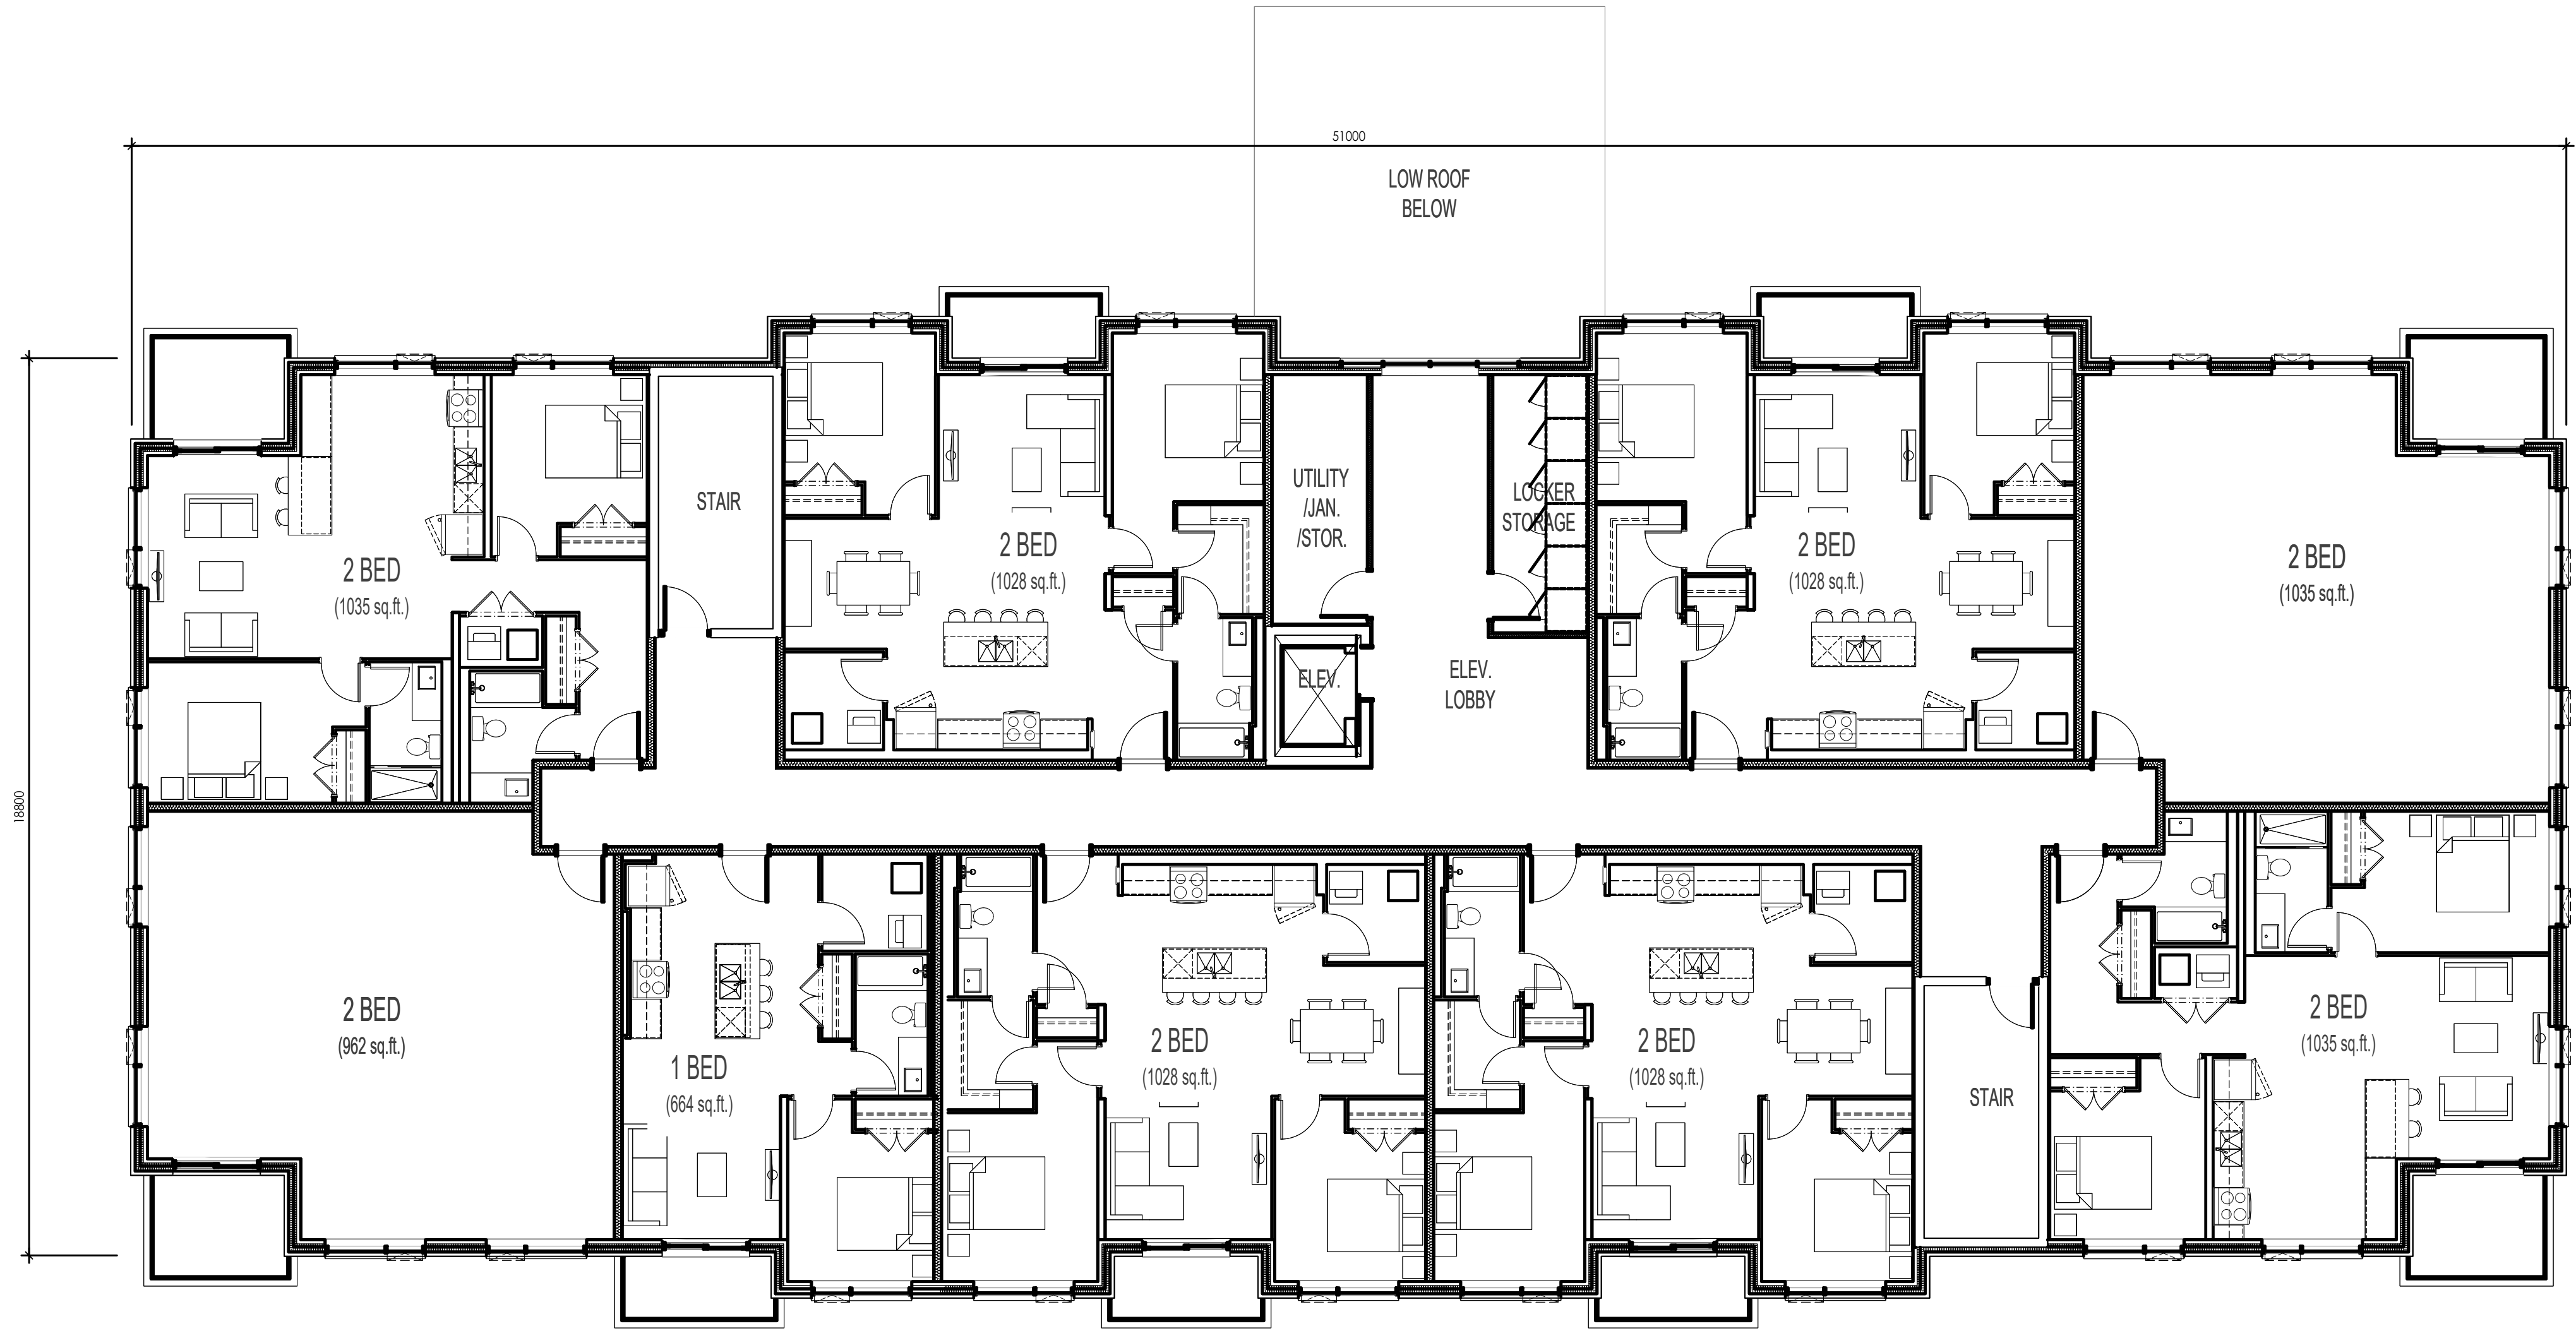 51000
LOW ROOF
BELOW
18800
STAIR
UTILITY
/JAN.
/STOR.
LOCKER
STORAGE
2 BED
(1035 sq.ft.)
2 BED
(1028 sq.ft.)
2 BED
(1028 sq.ft.)
2 BED
(1035 sq.ft.)
ELEV.
ELEV.
LOBBY
2 BED
(962 sq.ft.)
1 BED
(664 sq.ft.)
2 BED
(1028 sq.ft.)
2 BED
(1028 sq.ft.)
STAIR
2 BED
(1035 sq.ft.)